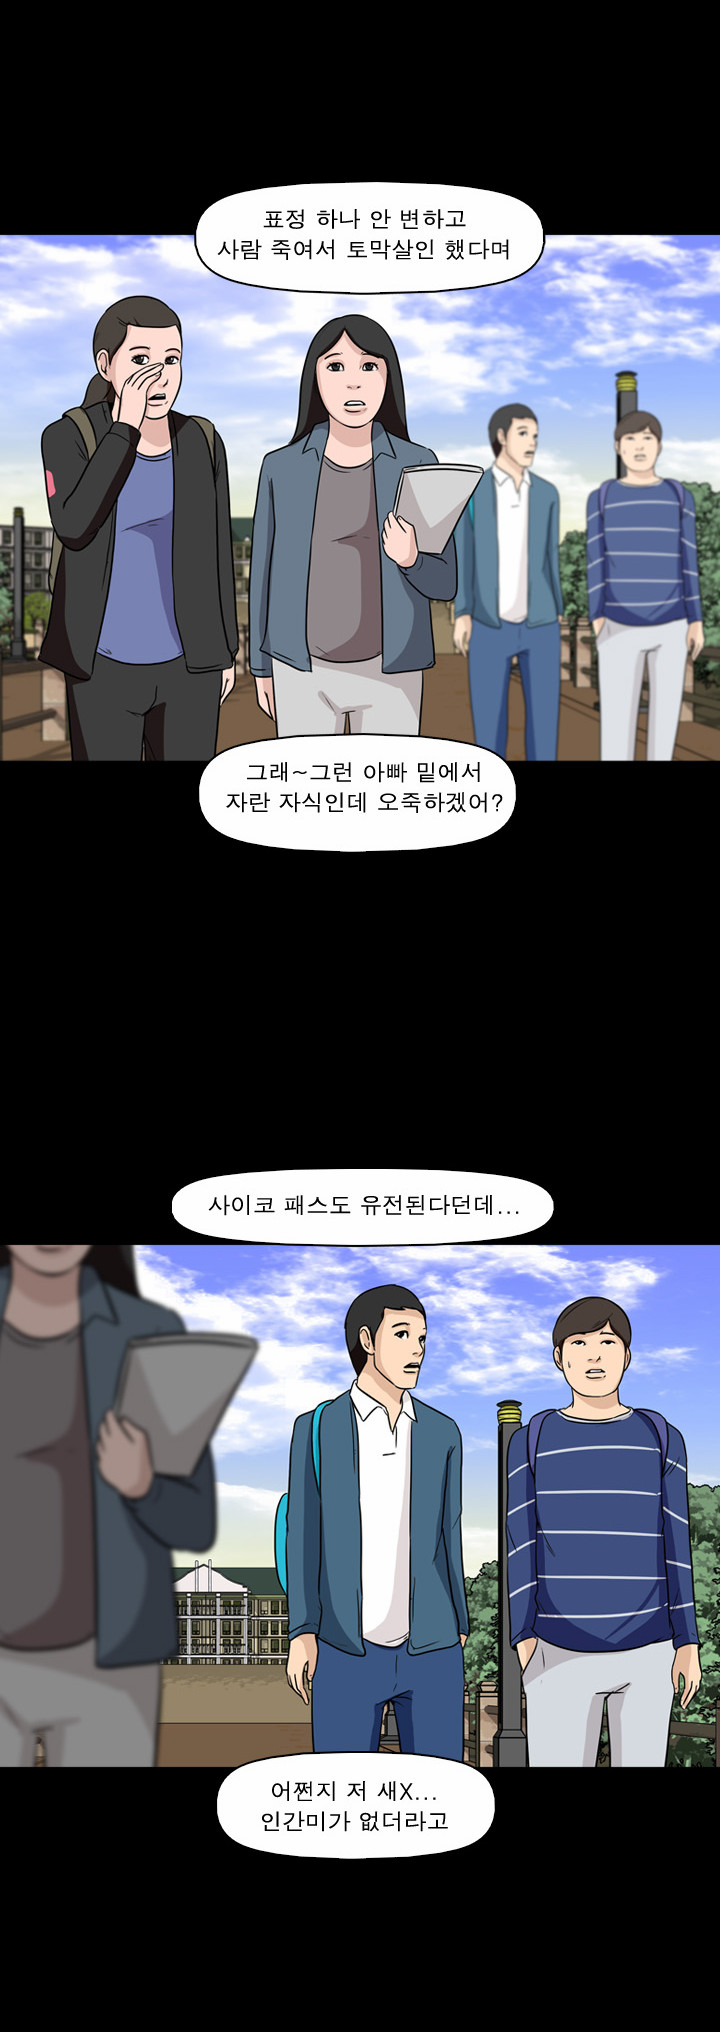 표정 하나 안 변하고
사람 죽여서 토막살인 했다며
그래~그런 아빠 밑에서
자란 자식인데 오죽하겠어?
사이코 패스도 유전된다던데...
어쩐지 저 새X...
인간미가 없더라고